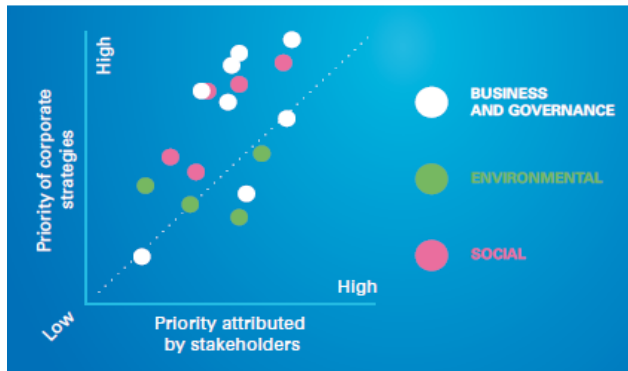 High
Priority of corporate
strategies
Low
High
Priority attributed
by stakeholders
BUSINESS
AND GOVERNANCE
ENVIRONMENTAL
SOCIAL